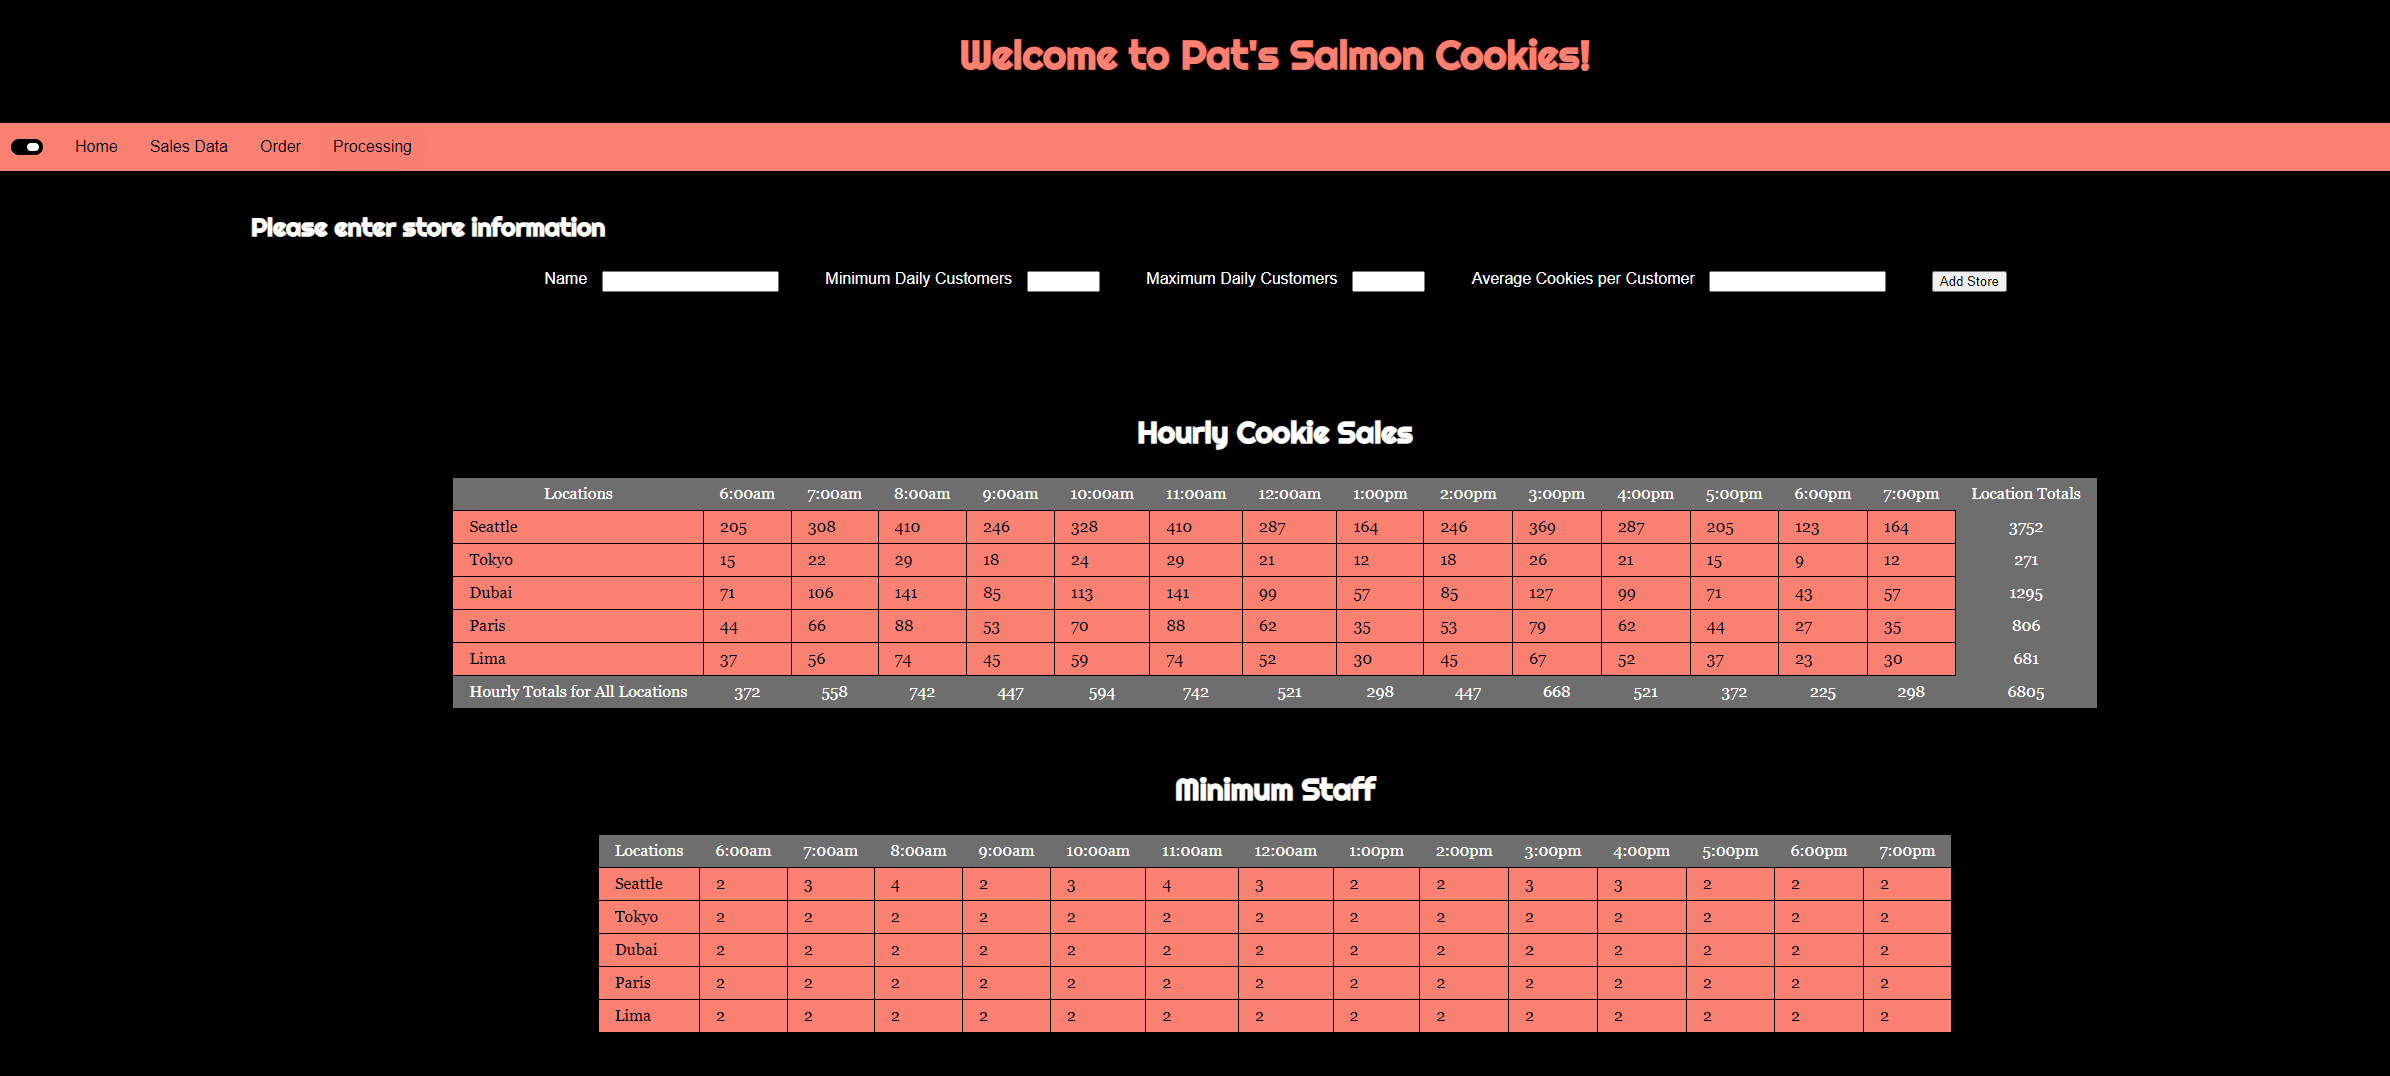 Welcome to Pat's Salmon Cookies!
Home Sales Data Order Processing
Please enter store information
Name Minimum Daily Customers Maximum Daily Customers Average Cookies per Customer Add Store
Hourly Cookie Sales
Locations 6:00am 7:00am 8:00am 9:00am 10:00am 11:00am 12:00am 1:00pm 2:00pm 3:00pm 4:00pm 5:00pm 6:00pm 7:00pm Location Totals
Seattle 205 308 410 246 328 410 287 164 246 369 287 205 123 164 3752
Tokyo 15 22 29 18 24 29 21 12 18 26 21 15 9 12 271
Dubai 71 106 141 85 113 141 99 57 85 127 99 71 43 57 1295
Paris 44 66 88 53 70 88 62 35 53 79 62 44 27 35 806
Lima 37 56 74 45 59 74 52 30 45 67 52 37 23 30 681
Hourly Totals for All Locations 372 558 742 447 594 742 521 298 447 668 521 372 225 298 6805
Minimum Staff
Locations 6:00am 7:00am 8:00am 9:00am 10:00am 11:00am 12:00am 1:00pm 2:00pm 3:00pm 4:00pm 5:00pm 6:00pm 7:00pm
Seattle 2 3 4 2 3 4 3 2 2 3 3 2 2 2
Tokyo 2 2 2 2 2 2 2 2 2 2 2 2 2 2
Dubai 2 2 2 2 2 2 2 2 2 2 2 2 2 2
Paris 2 2 2 2 2 2 2 2 2 2 2 2 2 2
Lima 2 2 2 2 2 2 2 2 2 2 2 2 2 2